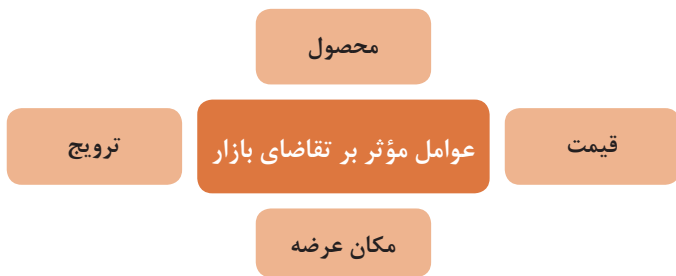 محصول
قیمت
عوامل مؤثر بر تقاضای بازار
ترویج
مکان عرضه